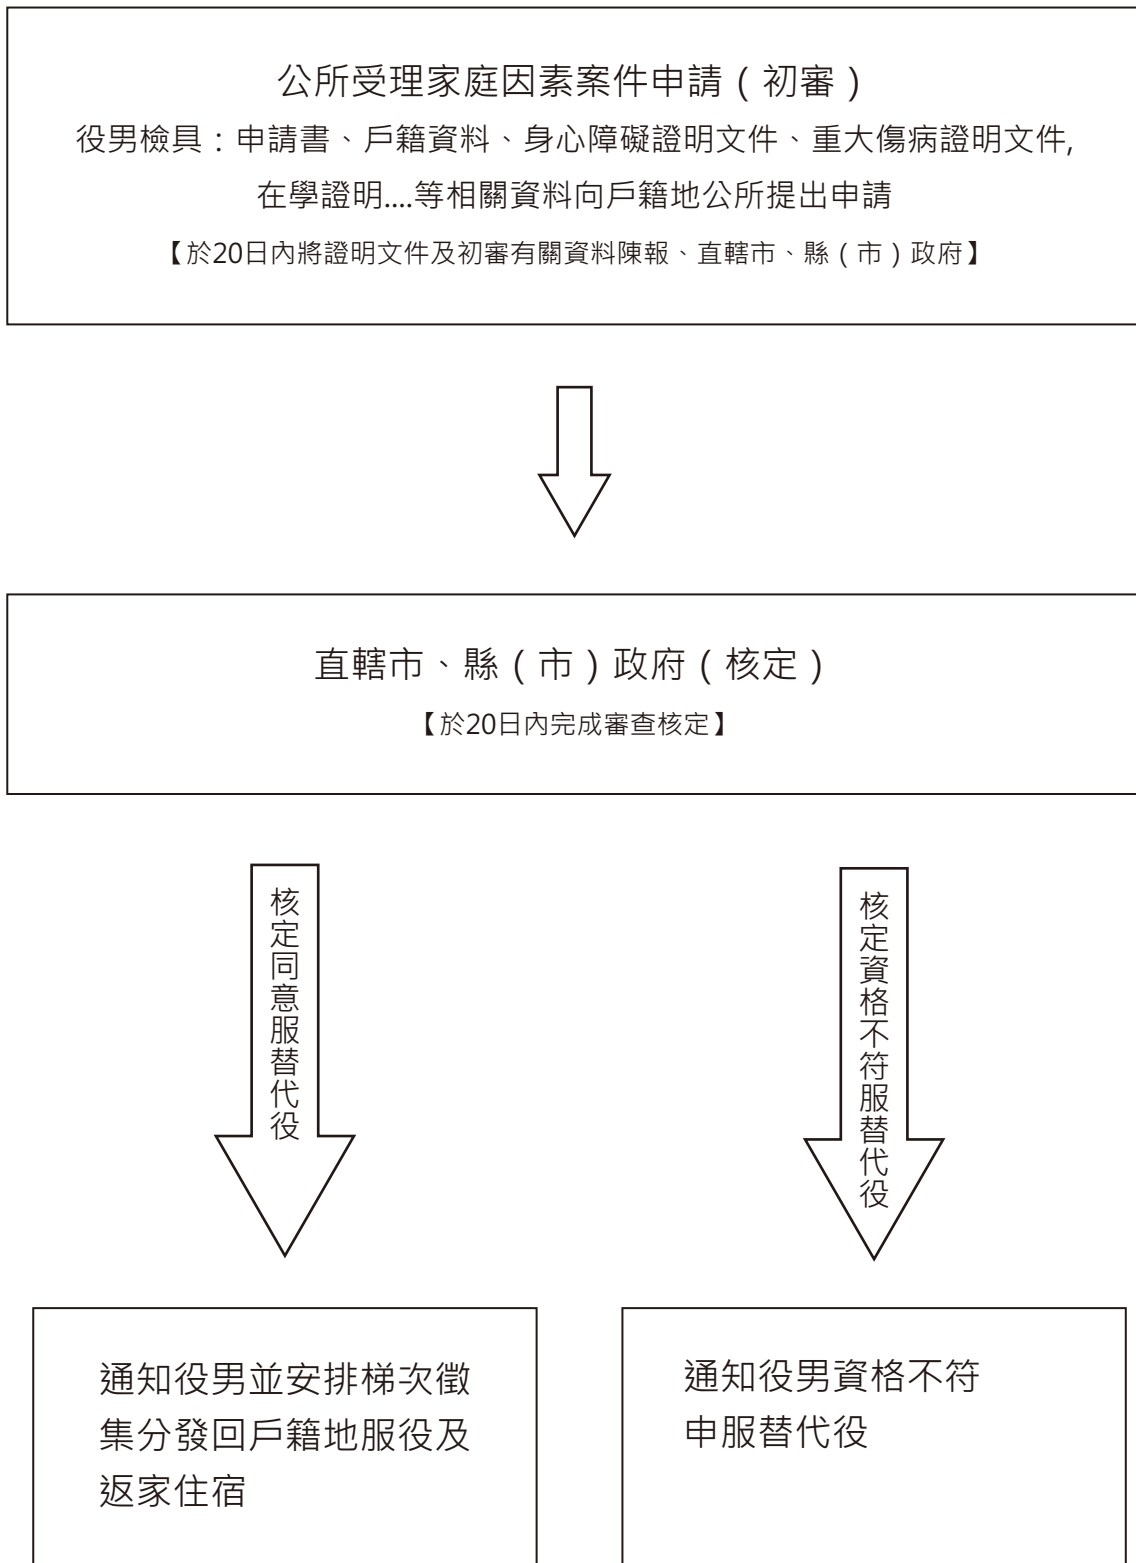 公所受理家庭因素案件申請（初審）
役男檢具：申請書、戶籍資料、身心障礙證明文件、重大傷病證明文件,
在學證明....等相關資料向戶籍地公所提出申請
【於20日內將證明文件及初審有關資料陳報、直轄市、縣（市）政府】
直轄市、縣（市）政府（核定）
【於20日內完成審查核定】
核定同意服替代役
核定資格不符服替代役
通知役男並安排梯次徵
集分發回戶籍地服役及
返家住宿
通知役男資格不符
申服替代役